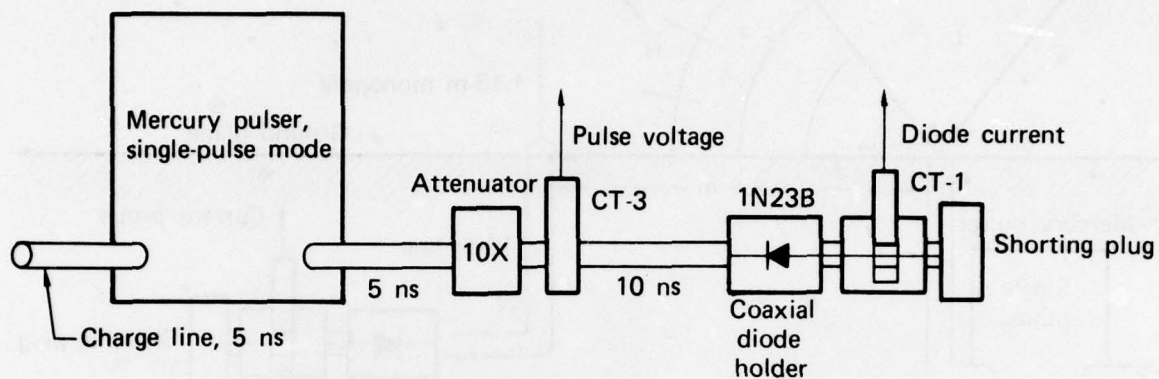 Mercury pulser,
single-pulse mode
Pulse voltage
Diode current
Attenuator
CT-3
1N23B
CT-1
10X
Shorting plug
5 ns
10 ns
Coaxial
diode
holder
Charge line, 5 ns